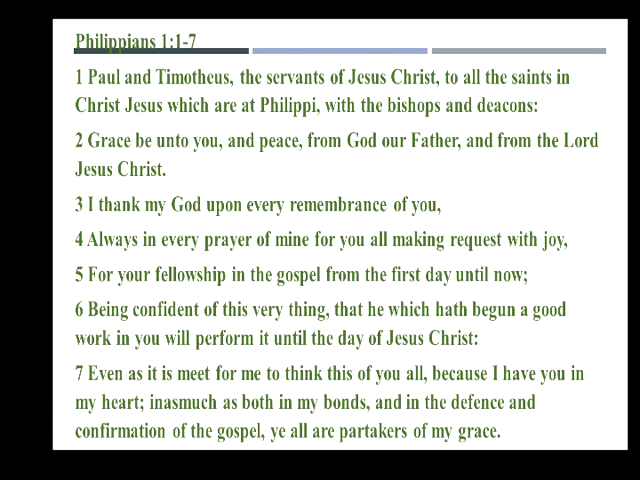 Philippians 1:1-7
1 Paul and Timotheus, the servants of Jesus Christ, to all the saints in
Christ Jesus which are at Philippi, with the bishops and deacons:
2 Grace be unto you, and peace, from God our Father, and from the Lord
Jesus Christ.
3 I thank my God upon every remembrance of you,
4 Always in every prayer of mine for you all making request with joy,
5 For your fellowship in the gospel from the first day until now;
6 Being confident of this very thing, that he which hath begun a good
work in you will perform it until the day of Jesus Christ:
7 Even as it is meet for me to think this of you all, because I have you in
my heart; inasmuch as both in my bonds, and in the defence and
confirmation of the gospel, ye all are partakers of my grace.